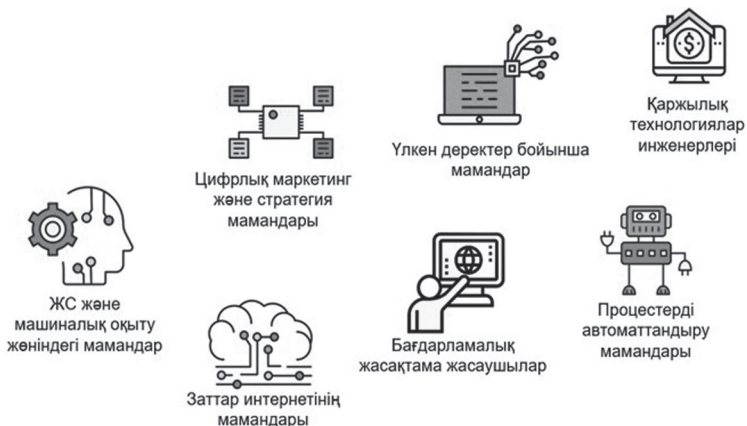 Қаржылық
технологиялар
инженерлері
Үлкен деректер бойынша
мамандар
Цифрлық маркетинг
және стратегия
мамандары
ЖС және
машиналық оқыту
жөніндегі мамандар
Заттар интернетінің
мамандары
Бағдарламалық
жасақтама жасаушылар
Процестерді
автоматтандыру
мамандары